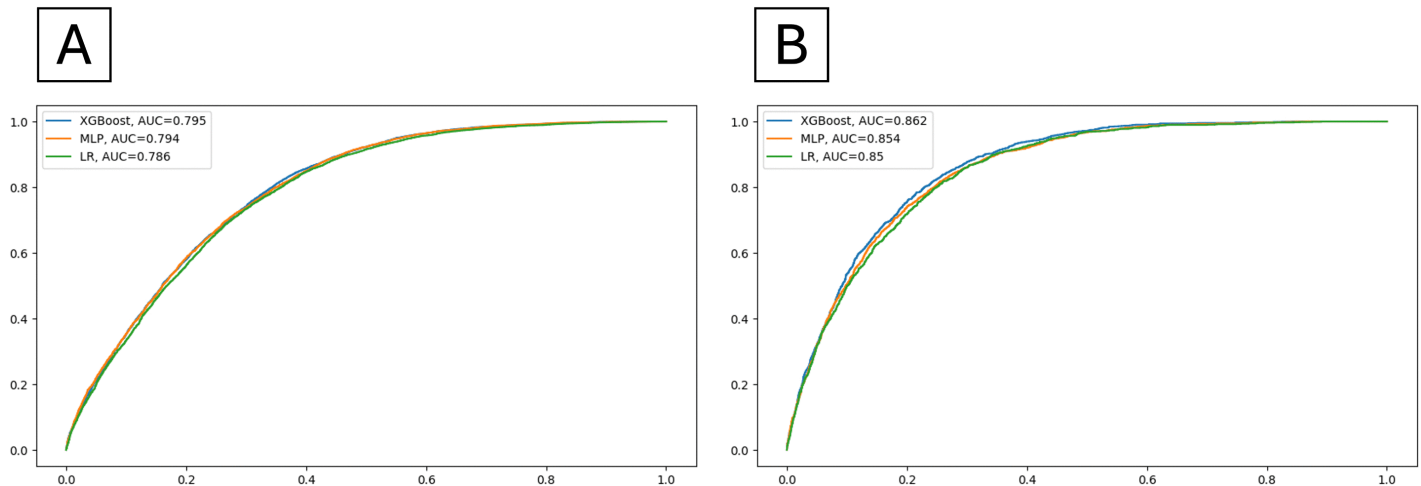 A
B
XGBoost, AUC=0.795
MLP, AUC=0.794
LR, AUC=0.786
1.0
0.8
0.6
0.4
0.2
0.0
0.0 0.2 0.4 0.6 0.8 1.0
XGBoost, AUC=0.862
MLP, AUC=0.854
LR, AUC=0.85
1.0
0.8
0.6
0.4
0.2
0.0
0.0 0.2 0.4 0.6 0.8 1.0